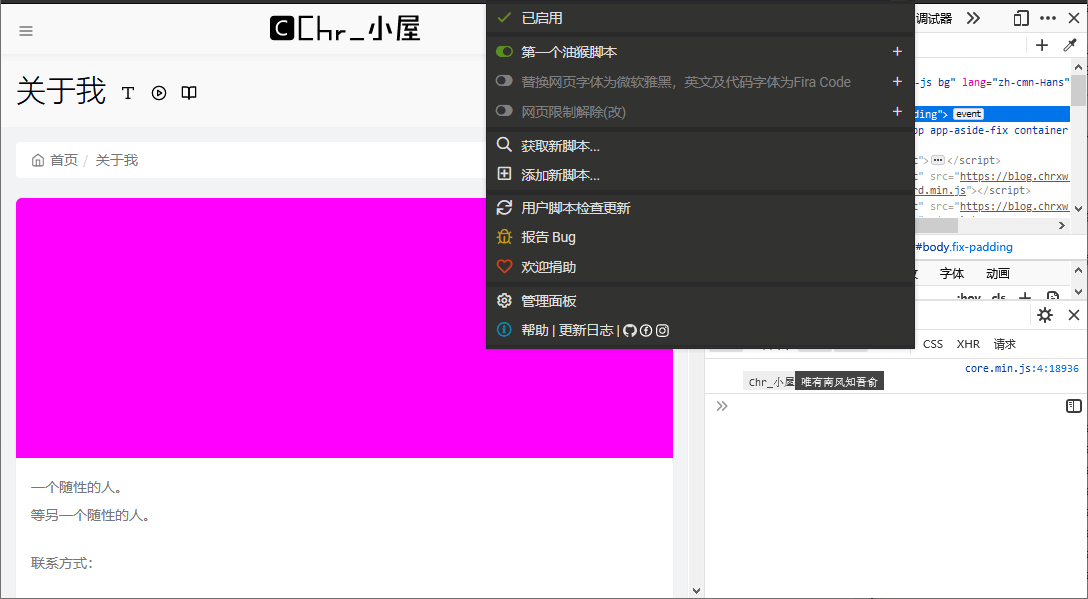 Chr_小屋
关于我
首页 / 关于我
一个随性的人。
等另一个随性的人。
联系方式：
已启用
第一个油猴脚本
替换网页字体为微软雅黑，英文及代码字体为Fira Code
网页限制解除(改)
获取新脚本...
添加新脚本...
用户脚本检查更新
报告 Bug
欢迎捐助
管理面板
帮助 | 更新日志 |
调试器
-js bg" lang="zh-cmn-Hans"
ding"> event
app-aside-fix container
"></script>
" src="https://blog.chrxw.
rd.min.js"></script>
" src="https://blog.chrxw.
#body.fix-padding
字体 动画
:hov .cls
CSS XHR 请求
core.min.js:4:18936
Chr_小屋 唯有南风知吾俞